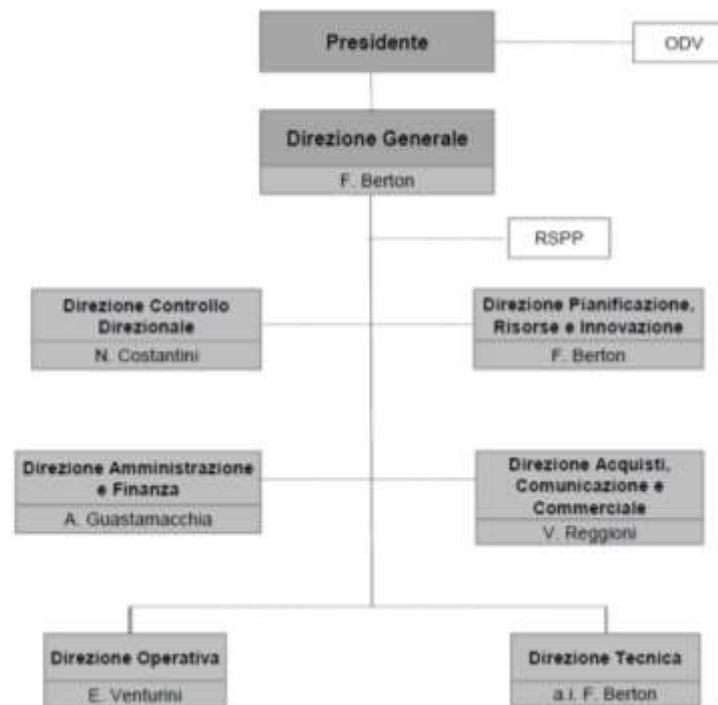 Presidente
ODV
Direzione Generale
F. Berton
RSPP
Direzione Controllo
Direzionale
N. Costantini
Direzione Pianificazione,
Risorse e Innovazione
F. Berton
Direzione Amministrazione
e Finanza
A. Guastamacchia
Direzione Acquisti,
Comunicazione e
Commerciale
V. Reggioni
Direzione Operativa
E. Venturini
Direzione Tecnica
a.i. F. Berton